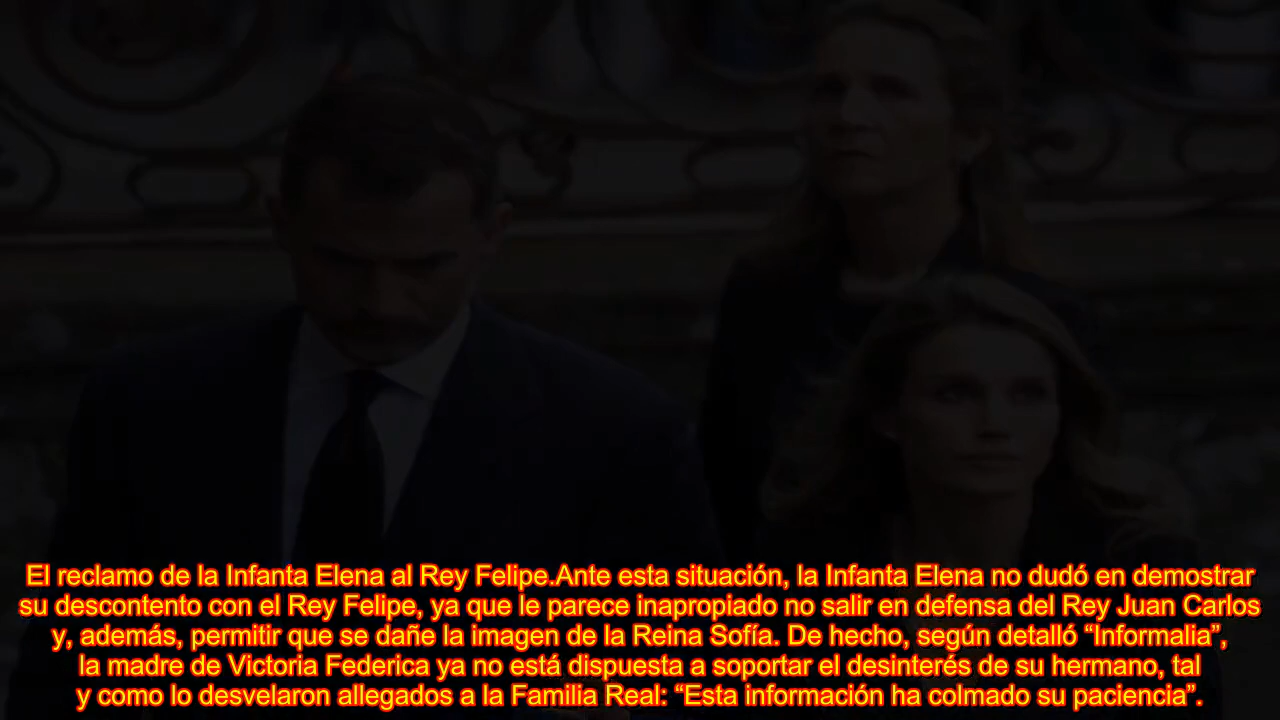 El reclamo de la Infanta Elena al Rey Felipe.Ante esta situación, la Infanta Elena no dudó en demostrar
su descontento con el Rey Felipe, ya que le parece inapropiado no salir en defensa del Rey Juan Carlos
y, además, permitir que se dañe la imagen de la Reina Sofía. De hecho, según detalló “Informalia”,
la madre de Victoria Federica ya no está dispuesta a soportar el desinterés de su hermano, tal
y como lo desvelaron allegados a la Familia Real: “Esta información ha colmado su paciencia”.